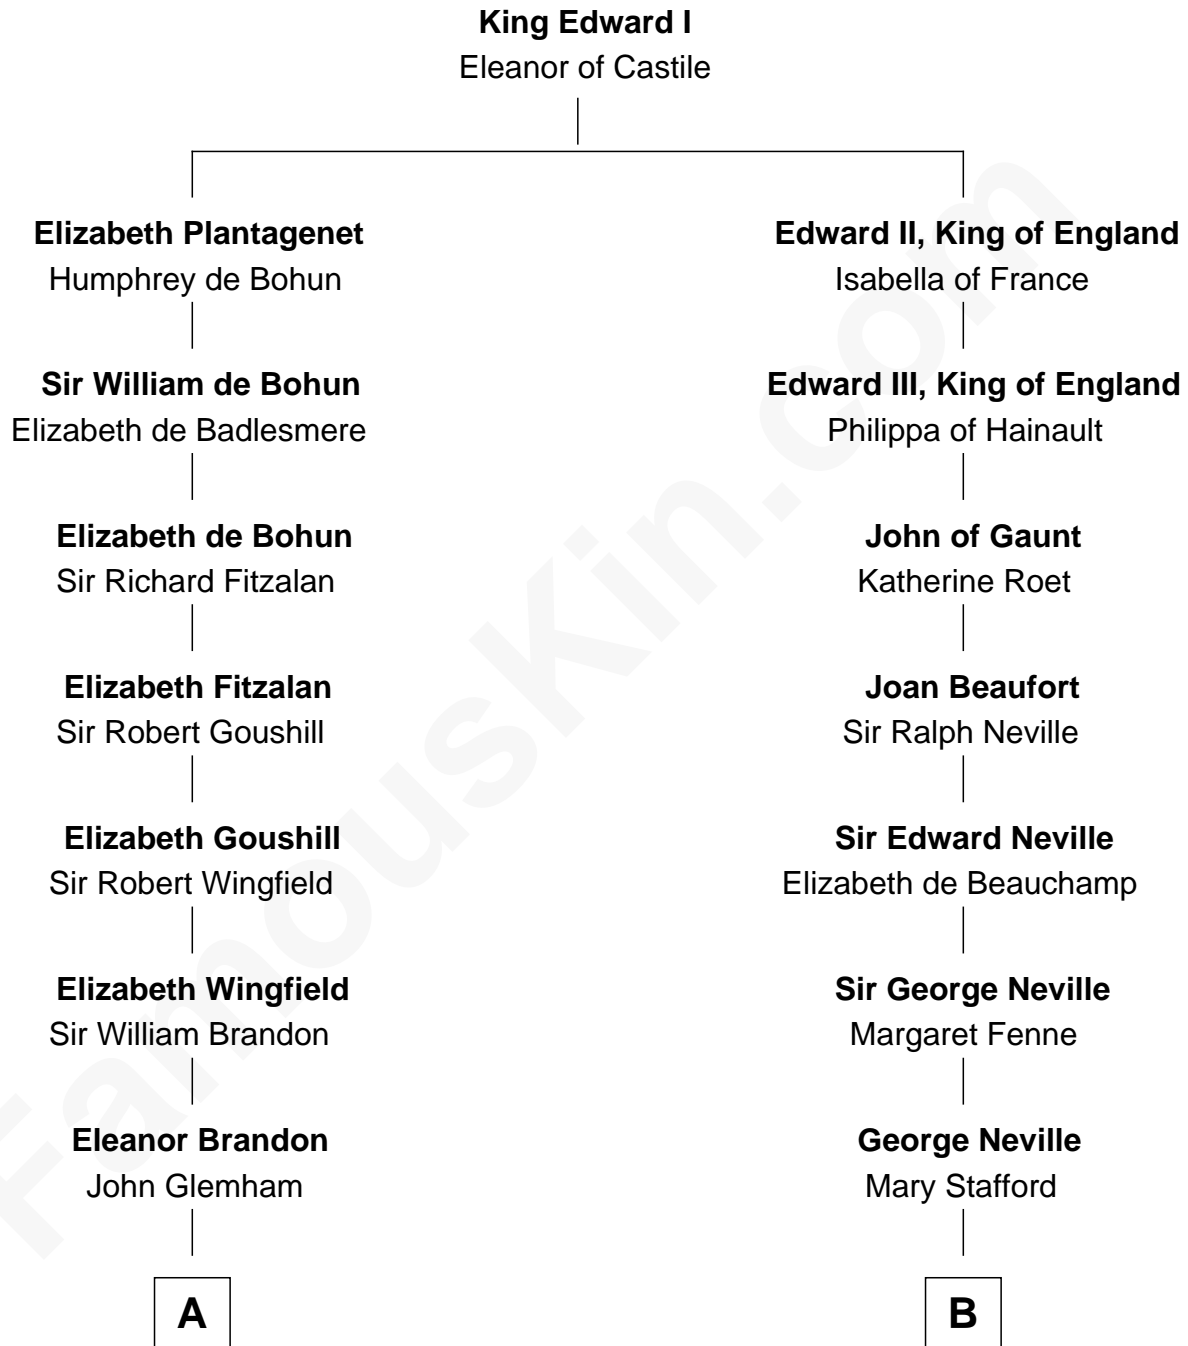 King Edward I
Eleanor of Castile
Elizabeth Plantagenet
Humphrey de Bohun
Edward II, King of England
Isabella of France
Sir William de Bohun
Elizabeth de Badlesmere
Edward III, King of England
Philippa of Hainault
Elizabeth de Bohun
Sir Richard Fitzalan
John of Gaunt
Katherine Roet
Elizabeth Fitzalan
Sir Robert Goushill
Joan Beaufort
Sir Ralph Neville
Elizabeth Goushill
Sir Robert Wingfield
Sir Edward Neville
Elizabeth de Beauchamp
Elizabeth Wingfield
Sir William Brandon
Sir George Neville
Margaret Fenne
Eleanor Brandon
John Glemham
George Neville
Mary Stafford
A
B
FamousKin.com